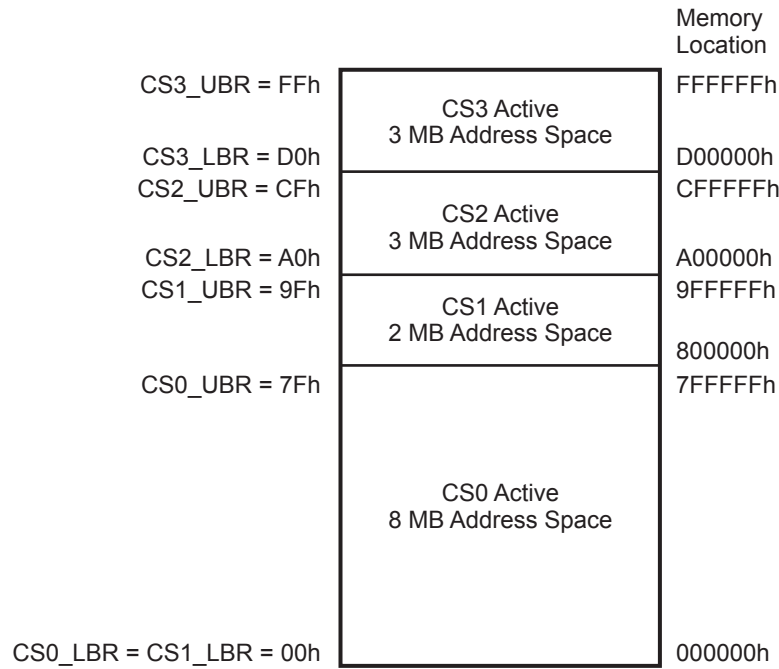 Memory
Location
CS3_UBR = FFh
FFFFFFh
CS3 Active
3 MB Address Space
CS3_LBR = D0h
D00000h
CS2_UBR = CFh
CFFFFFh
CS2 Active
3 MB Address Space
CS2_LBR = A0h
A00000h
CS1_UBR = 9Fh
9FFFFFh
CS1 Active
2 MB Address Space
800000h
CS0_UBR = 7Fh
7FFFFFh
CS0 Active
8 MB Address Space
CS0_LBR = CS1_LBR = 00h
000000h